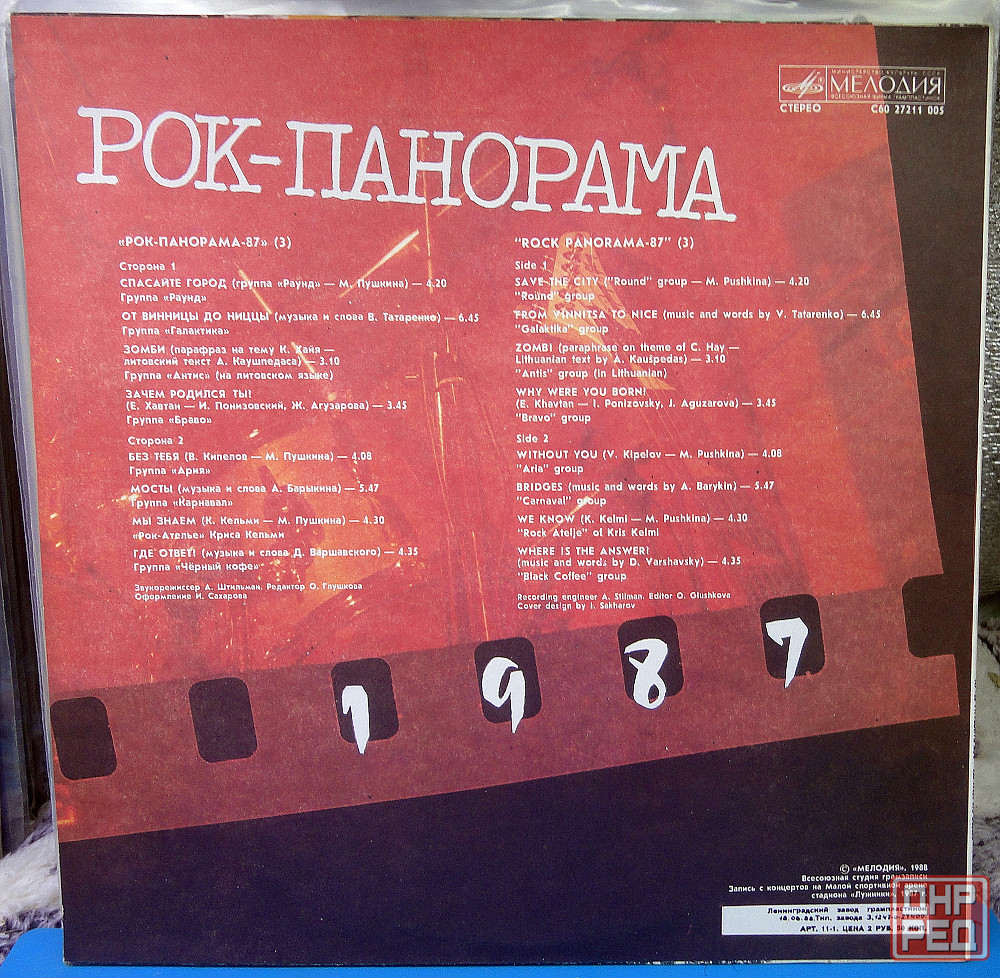 МИНИСТЕРСТВО КУЛЬТУРЫ СССР
МЕЛОДИЯ
ВСЕСОЮЗНАЯ ФИРМА ГРАМПЛАСТИНОК
СТЕРЕО
С60 27211 005
РОК-ПАНОРАМА
«РОК-ПАНОРАМА-87» (3)
Сторона 1
СПАСАЙТЕ ГОРОД (группа «Раунд» — М. Пушкина) — 4.20
Группа «Раунд»
ОТ ВИННИЦЫ ДО НИЦЦЫ (музыка и слова В. Татаренко) — 6.45
Группа «Галактика»
ЗОМБИ (парафраз на тему К. Хайя —
литовский текст А. Каушпедаса) — 3.10
Группа «Антис» (на литовском языке)
ЗАЧЕМ РОДИЛСЯ ТЫ?
(Е. Хавтан — И. Понизовский, Ж. Агузарова) — 3.45
Группа «Браво»
Сторона 2
БЕЗ ТЕБЯ (В. Кипелов — М. Пушкина) — 4.08
Группа «Ария»
МОСТЫ (музыка и слова А. Барыкина) — 5.47
Группа «Карнавал»
МЫ ЗНАЕМ (К. Кельми — М. Пушкина) — 4.30
«Рок-Ателье» Криса Кельми
ГДЕ ОТВЕТ? (музыка и слова Д. Варшавского) — 4.35
Группа «Чёрный кофе»
Звукорежиссер А. Штильман. Редактор О. Глушкова
Оформление И. Сахарова
"ROCK PANORAMA-87" (3)
Side 1
SAVE THE CITY ("Round" group — M. Pushkina) — 4.20
"Round" group
FROM VINNITSA TO NICE (music and words by V. Tatarenko) — 6.45
"Galaktika" group
ZOMBI (paraphrase on theme of C. Hay —
Lithuanian text by A. Kaušpedas) — 3.10
"Antis" group (in Lithuanian)
WHY WERE YOU BORN?
(E. Khavtan — I. Ponizovsky, J. Aguzarova) — 3.45
"Bravo" group
Side 2
WITHOUT YOU (V. Kipelov — M. Pushkina) — 4.08
"Aria" group
BRIDGES (music and words by A. Barykin) — 5.47
"Carnaval" group
WE KNOW (K. Kelmi — M. Pushkina) — 4.30
"Rock Atelje" of Kris Kelmi
WHERE IS THE ANSWER?
(music and words by D. Varshavsky) — 4.35
"Black Coffee" group
Recording engineer A. Stilman. Editor O. Glushkova
Cover design by I. Sakharov
1987
© «МЕЛОДИЯ», 1988
Всесоюзная студия грамзаписи
Запись с концертов на Малой спортивной арене
стадиона «Лужники», 1987 г.
Ленинградский завод грампластинок
Тип. завода
АРТ. 11-1. ЦЕНА 2 РУБ. 50 КОП.
ДНР
РЕД